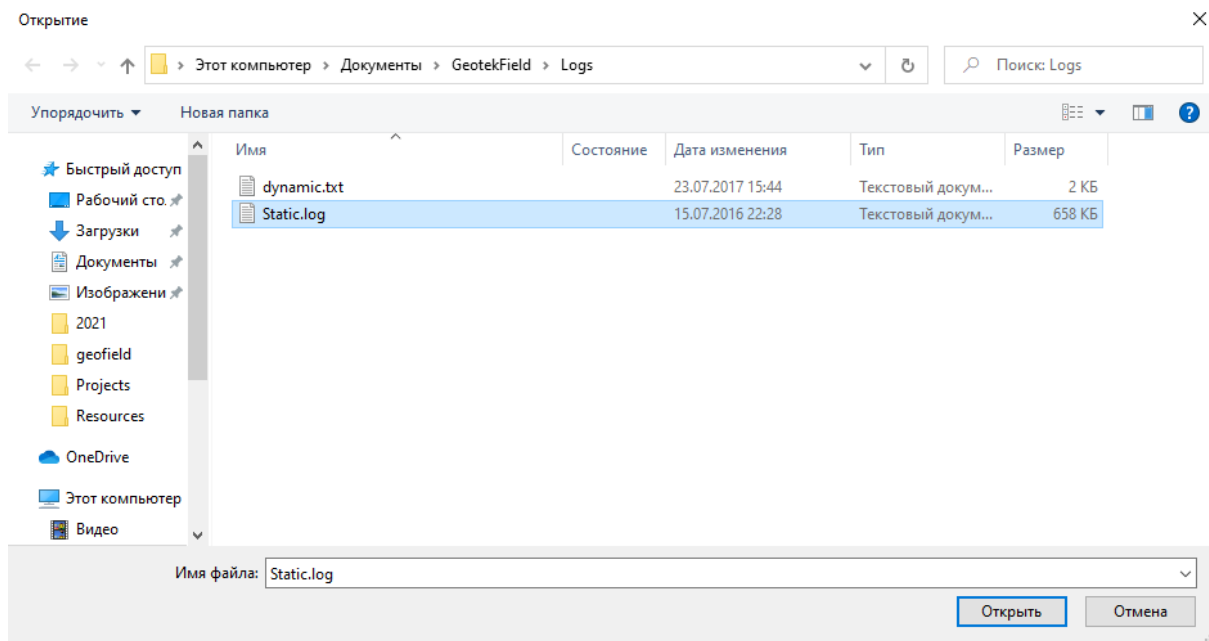 Открытие
Этот компьютер › Документы › GeotekField › Logs
Поиск: Logs
Упорядочить Новая папка
Имя Состояние Дата изменения Тип Размер
dynamic.txt 23.07.2017 15:44 Текстовый докум... 2 КБ
Static.log 15.07.2016 22:28 Текстовый докум... 658 КБ
Быстрый доступ
Рабочий сто.
Загрузки
Документы
Изображени
2021
geofield
Projects
Resources
OneDrive
Этот компьютер
Видео
Имя файла: Static.log
Открыть Отмена